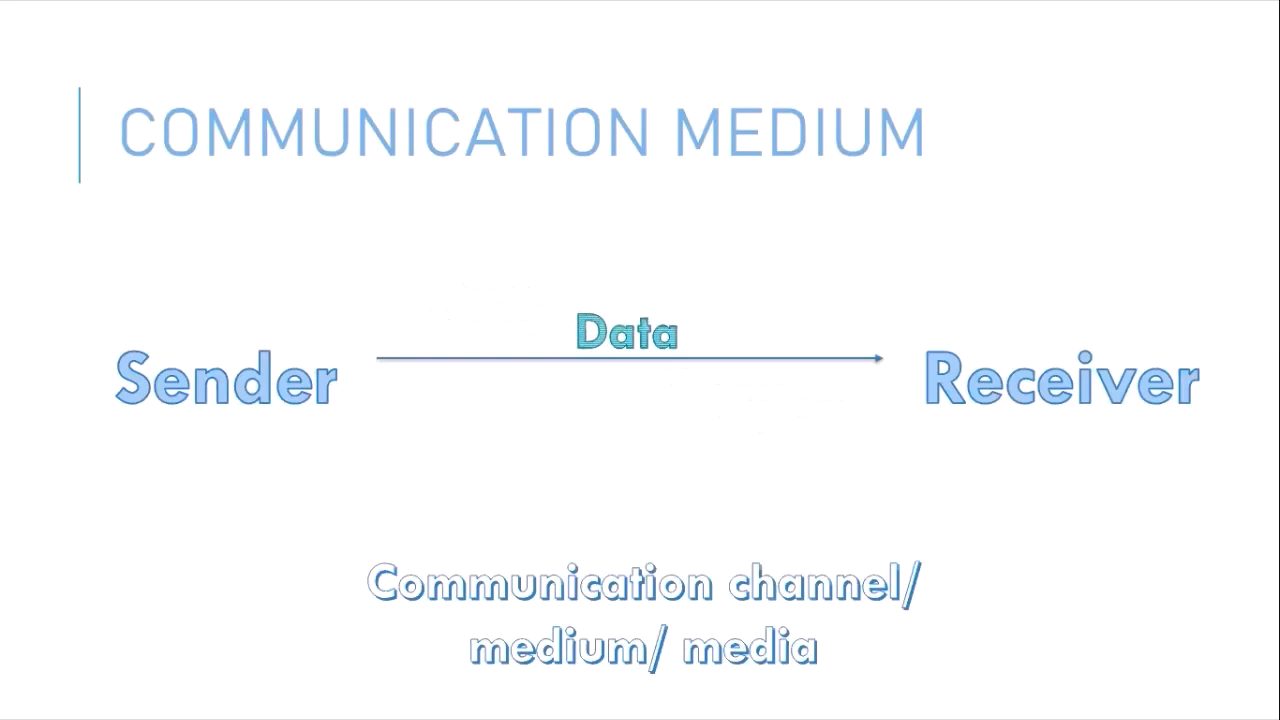 COMMUNICATION MEDIUM
Data
Sender
Receiver
Communication channel/
medium/ media